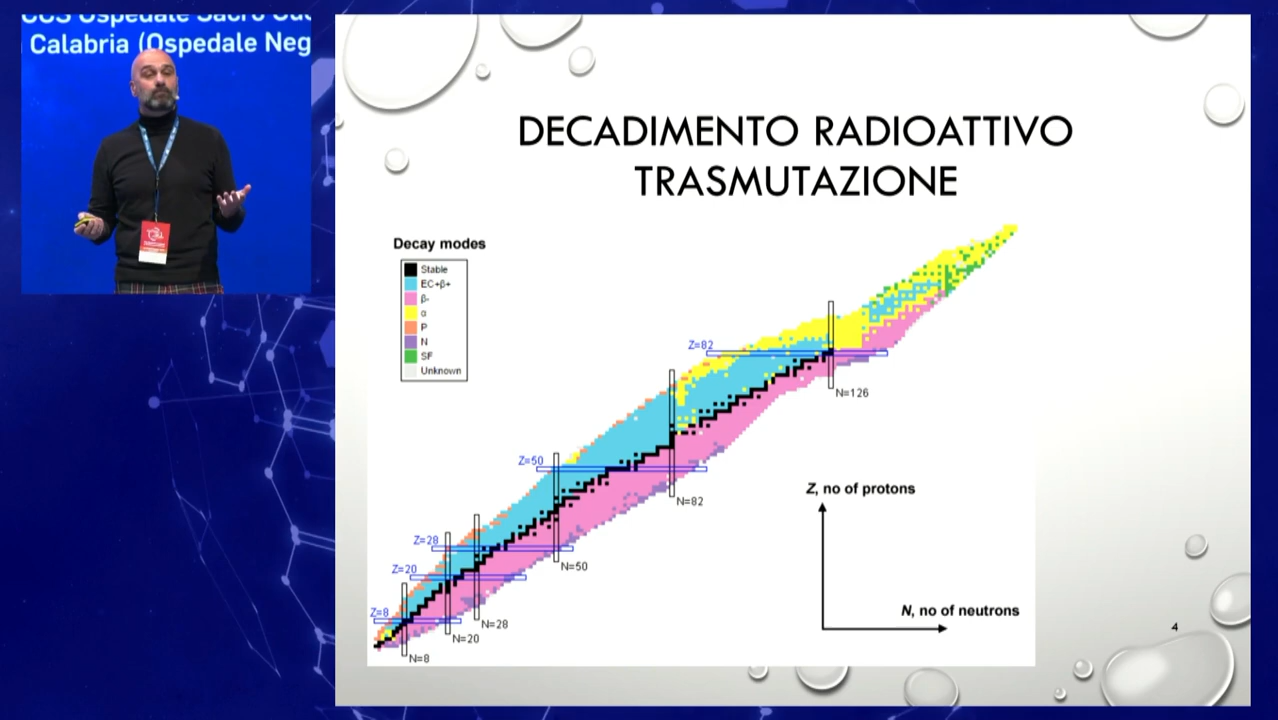 Calabria (Ospedale Neg
DECADIMENTO RADIOATTIVO
TRASMUTAZIONE
Decay modes
Stable
EC+β+
β-
α
P
N
SF
Unknown
Z=82
N=126
Z=50
N=82
Z=28
N=50
Z=20
N=28
Z=8
N=20
N=8
Z, no of protons
N, no of neutrons
4